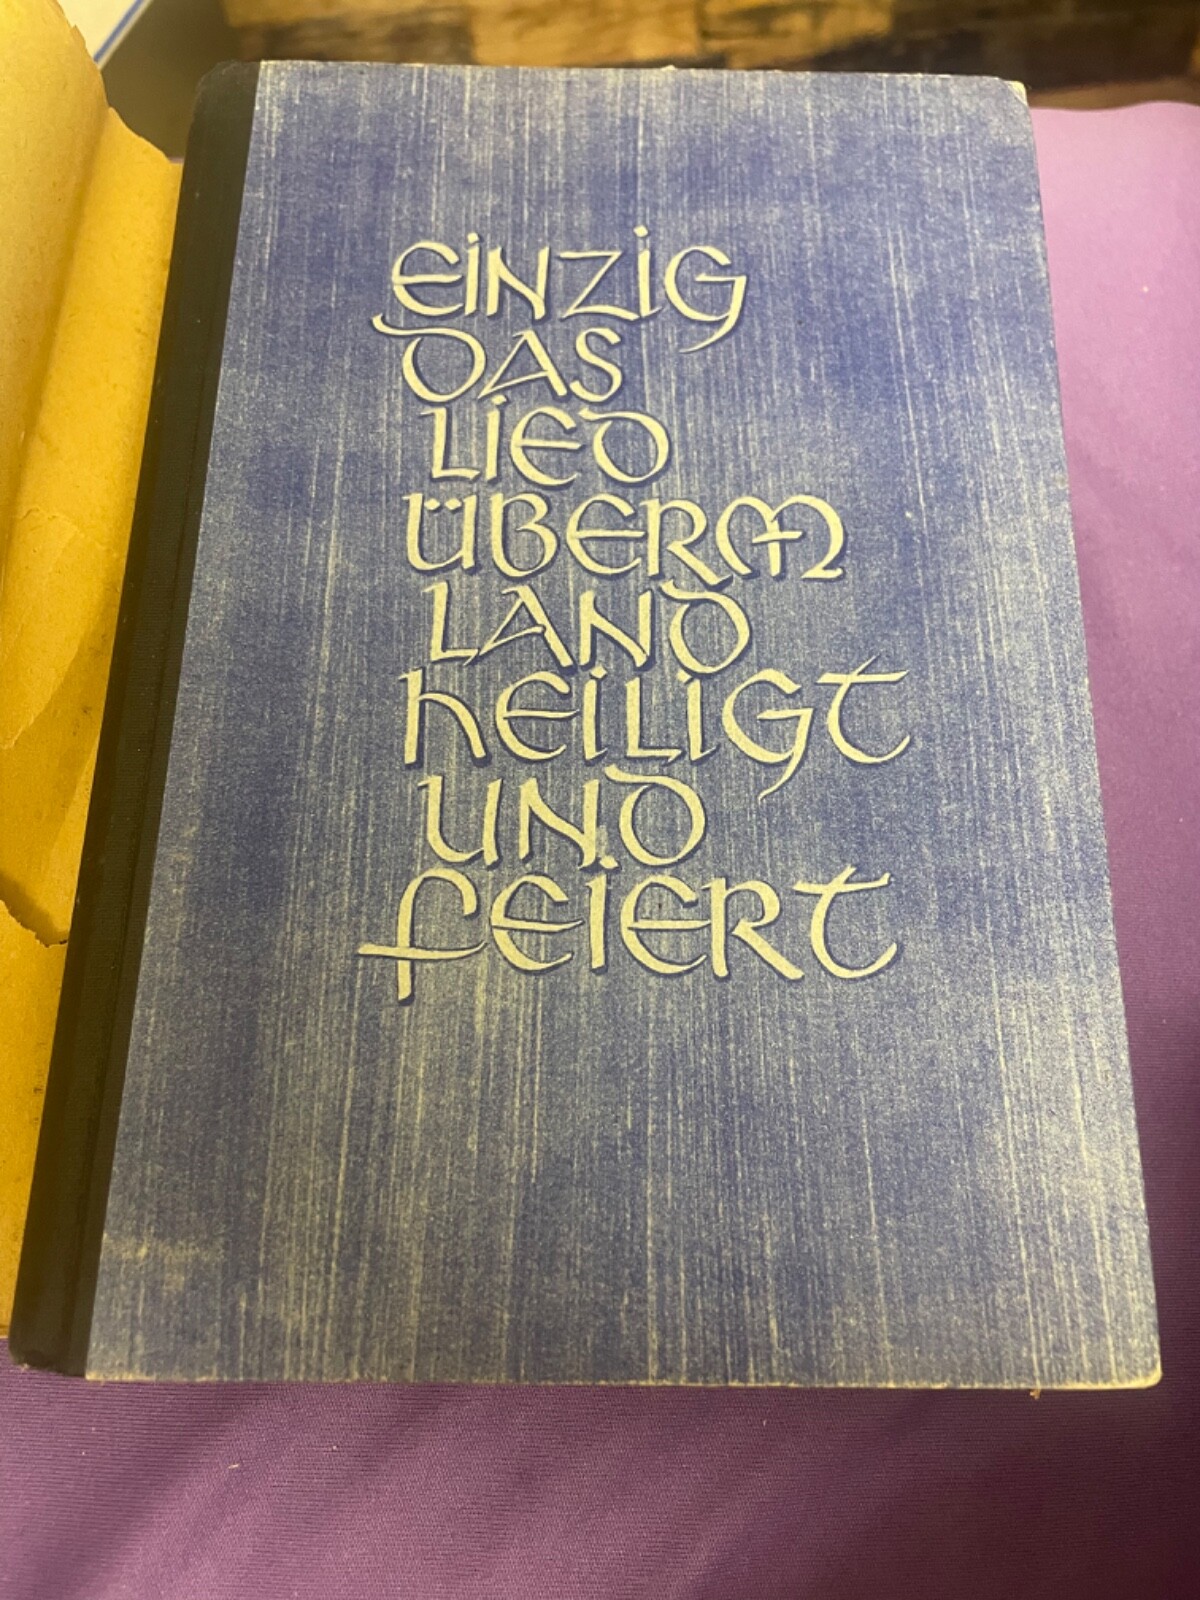 EiNZiG
DAS
LiED
ÜBERM
LAND
hEiLiGT
UND
FEiERT